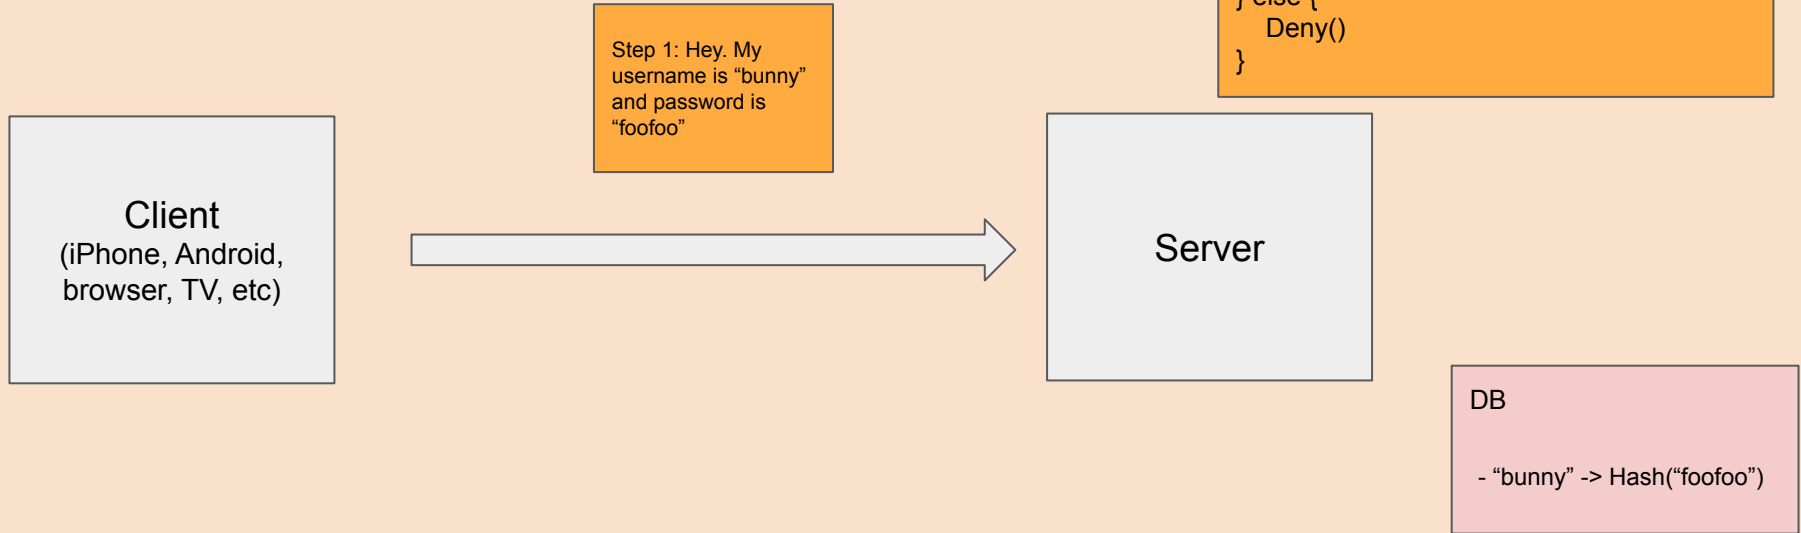 } else {
Deny()
}
Step 1: Hey. My
username is “bunny”
and password is
“foofoo”
Client
(iPhone, Android,
browser, TV, etc)
Server
DB
- “bunny” -> Hash(“foofoo”)